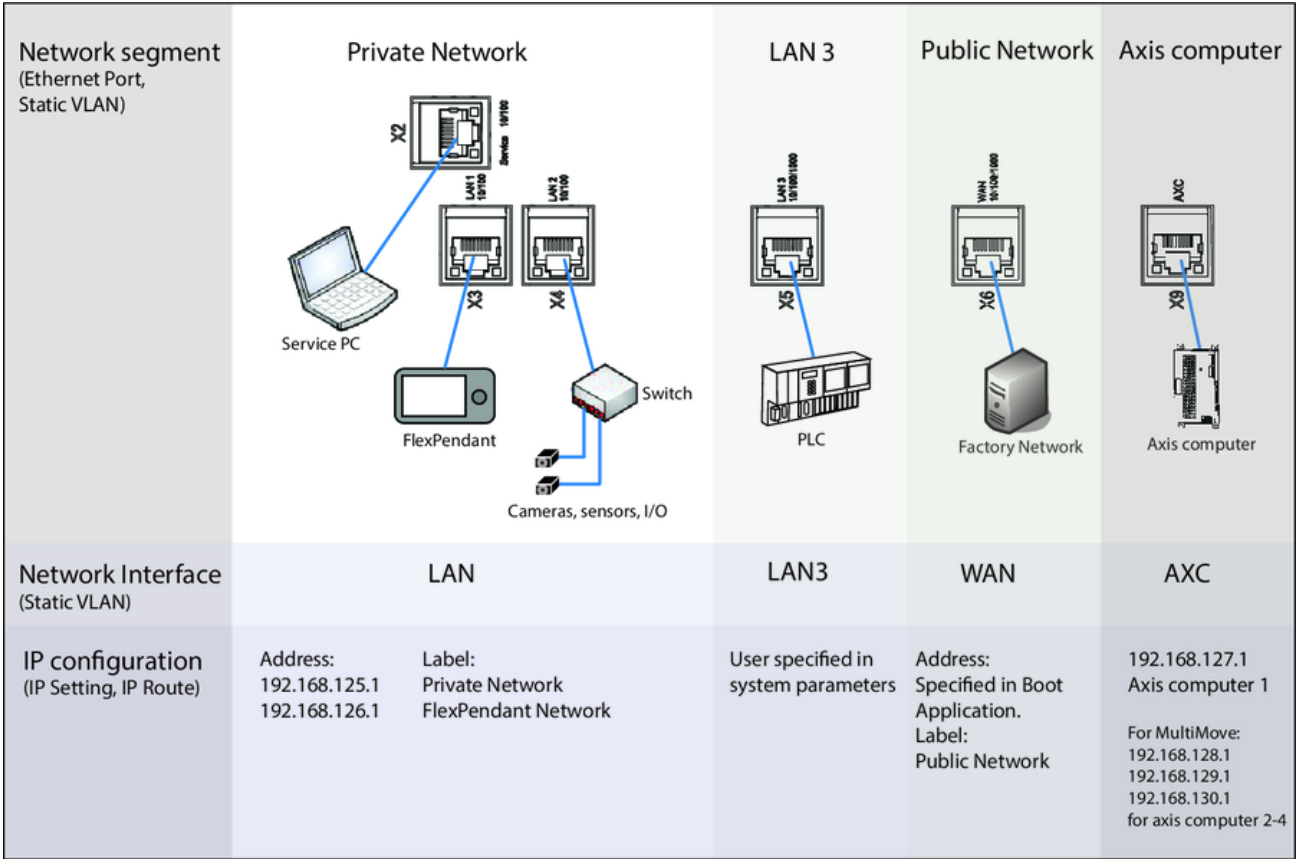 Network segment
(Ethernet Port,
Static VLAN)
Private Network
LAN 3
Public Network
Axis computer
X2
Service 10/100
LAN 1
10/100
LAN 2
10/100
X3
X4
LAN 3
10/100/1000
X5
WAN
10/100/1000
X6
AXC
X9
Service PC
FlexPendant
Switch
Cameras, sensors, I/O
PLC
Factory Network
Axis computer
Network Interface
(Static VLAN)
LAN
LAN3
WAN
AXC
IP configuration
(IP Setting, IP Route)
Address:
192.168.125.1
192.168.126.1
Label:
Private Network
FlexPendant Network
User specified in
system parameters
Address:
Specified in Boot
Application.
Label:
Public Network
192.168.127.1
Axis computer 1
For MultiMove:
192.168.128.1
192.168.129.1
192.168.130.1
for axis computer 2-4